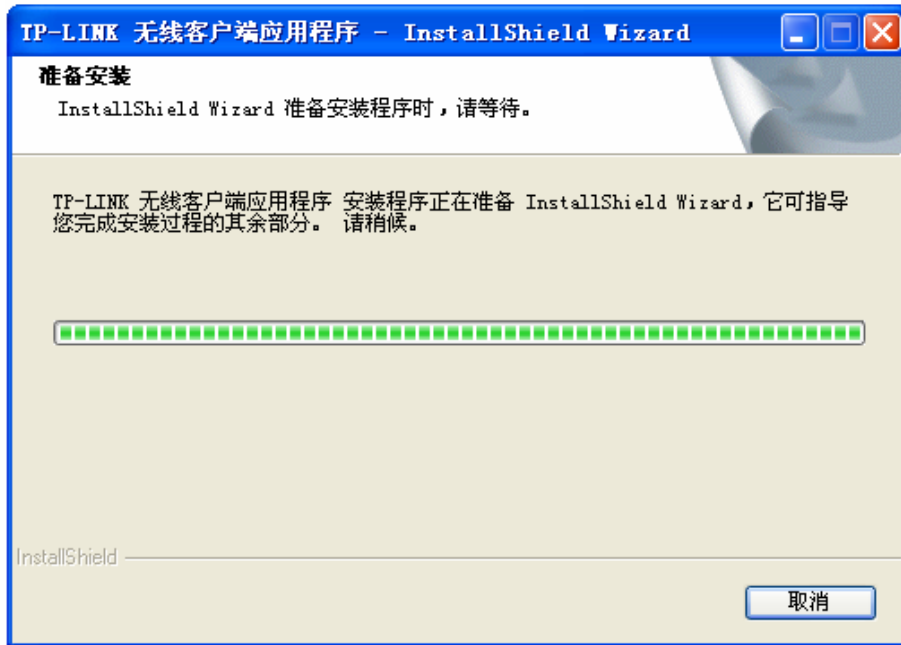 TP-LINK 无线客户端应用程序 - InstallShield Wizard
准备安装
InstallShield Wizard 准备安装程序时，请等待。
TP-LINK 无线客户端应用程序 安装程序正在准备 InstallShield Wizard，它可指导
您完成安装过程的其余部分。 请稍候。
InstallShield
取消